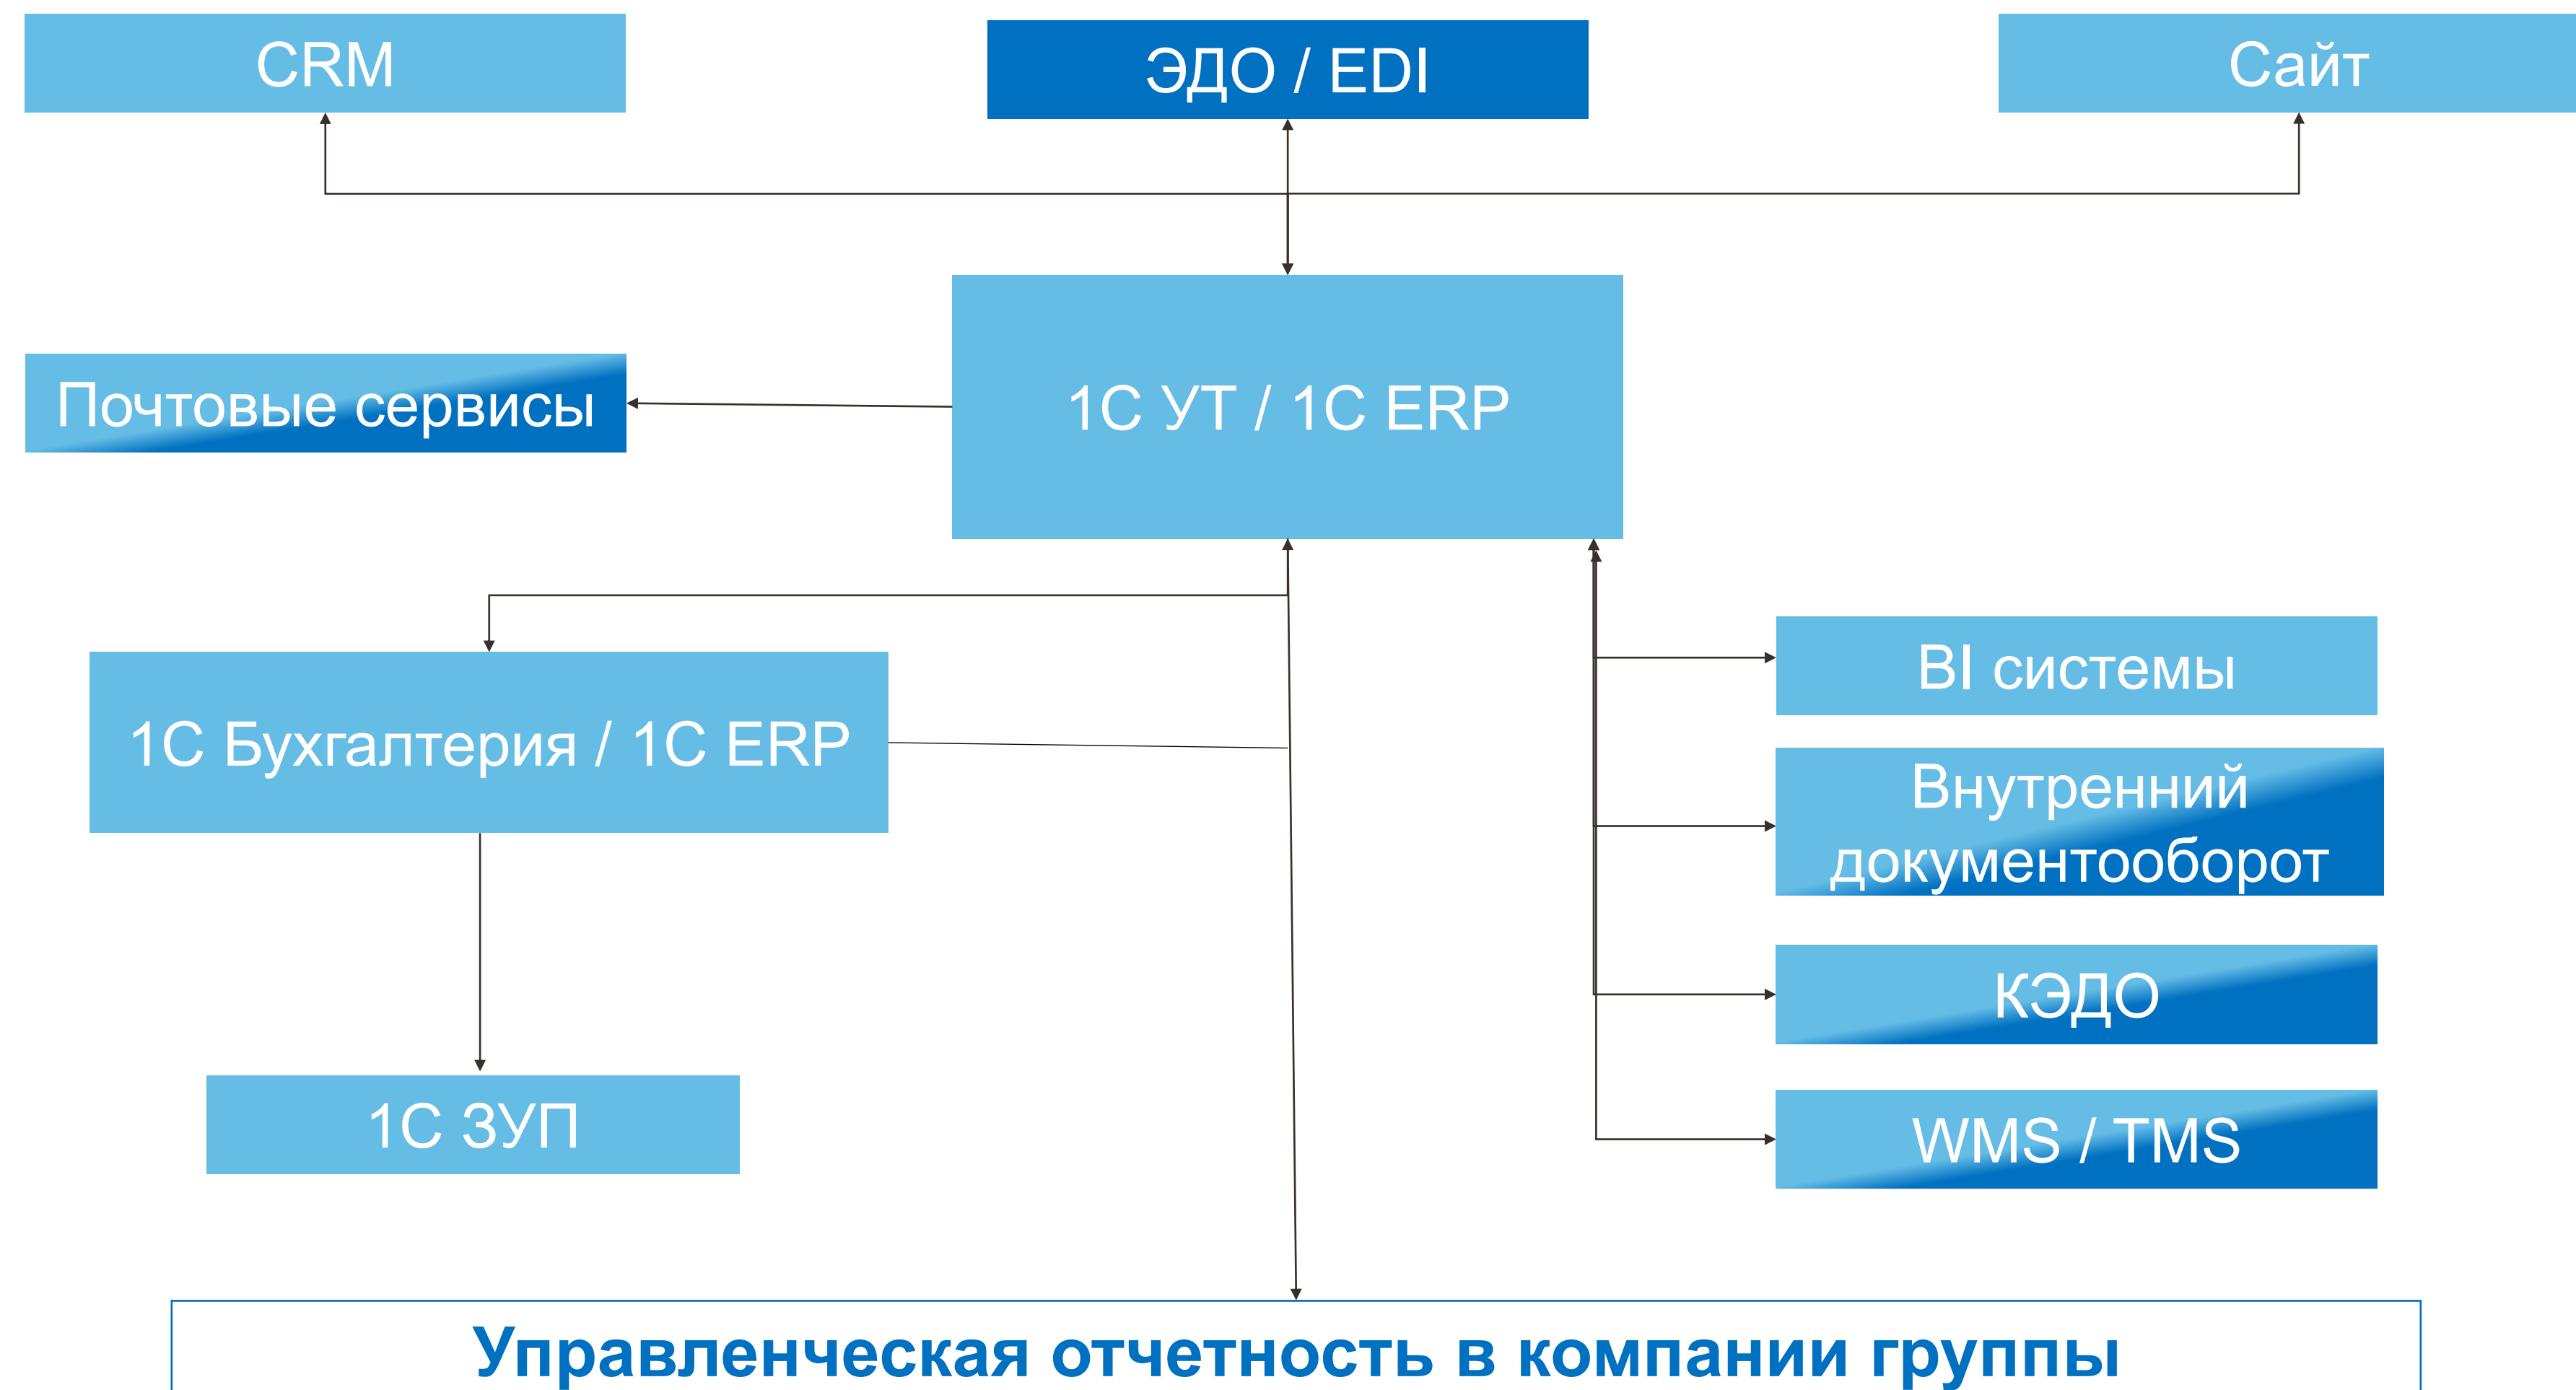 CRM
ЭДО / EDI
Сайт
Почтовые сервисы
1С УТ / 1С ERP
1С Бухгалтерия / 1С ERP
BI системы
Внутренний
документооборот
КЭДО
1С ЗУП
WMS / TMS
Управленческая отчетность в компании группы